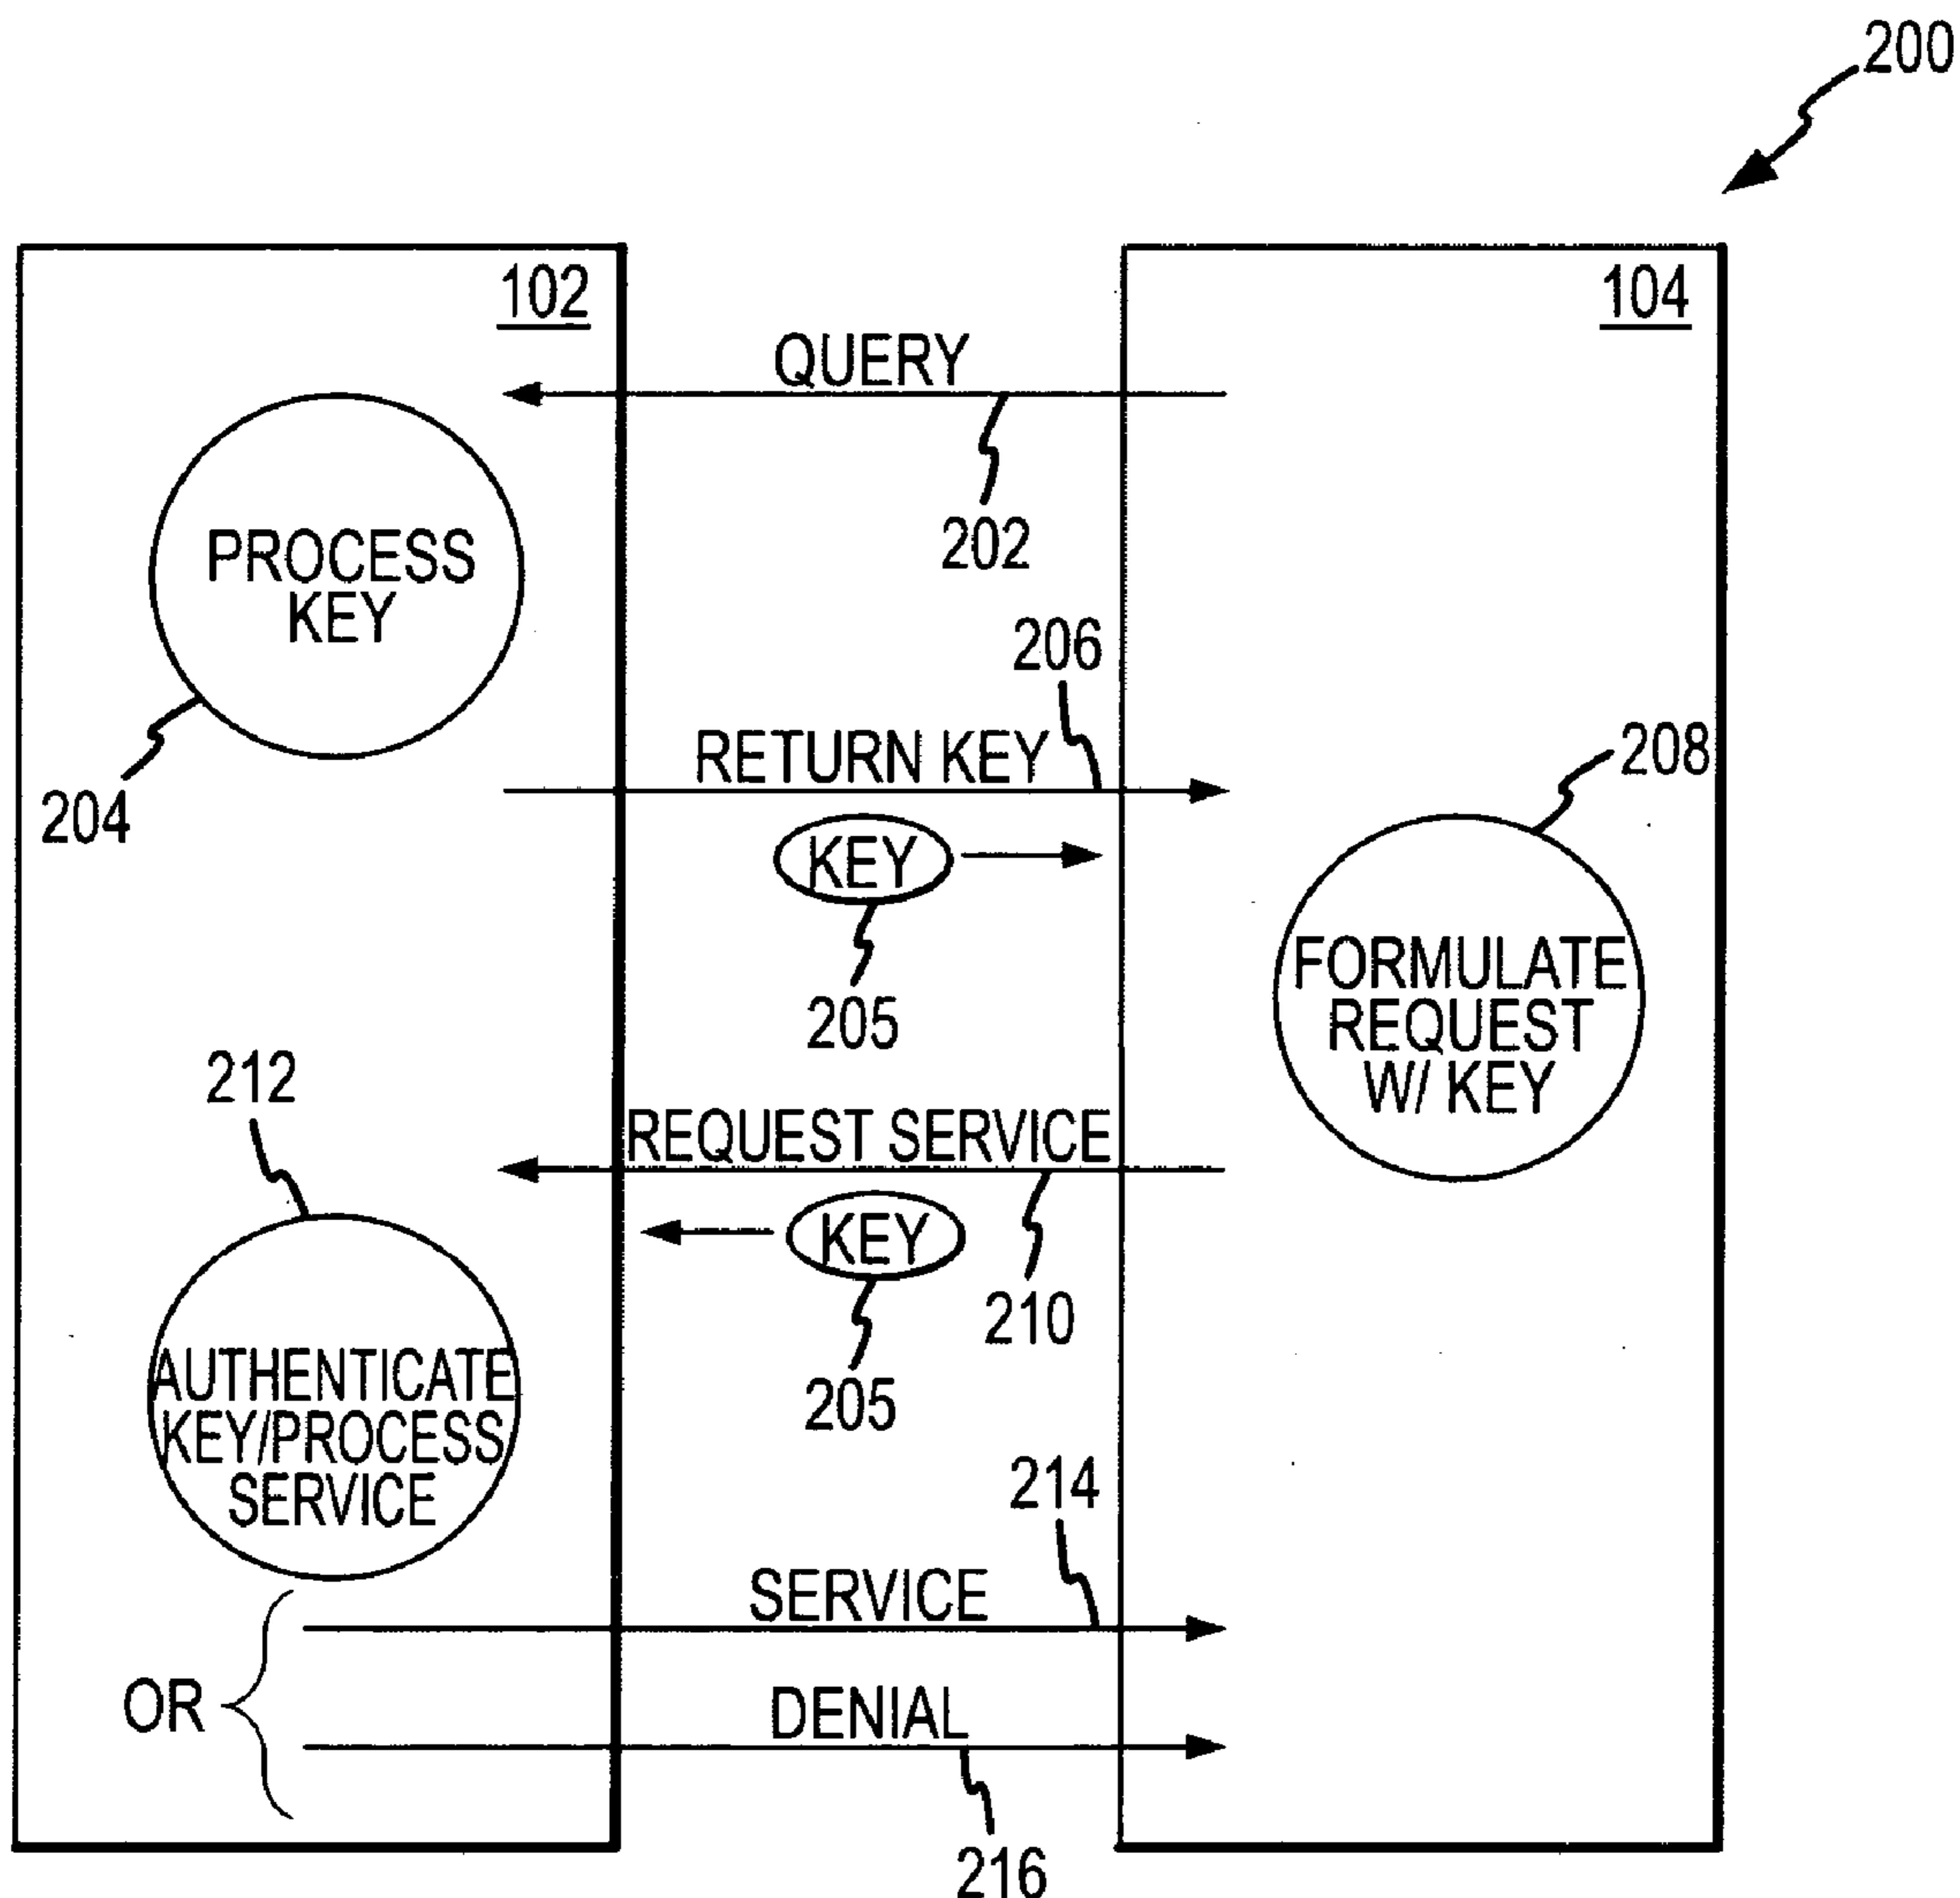 200
102
104
QUERY
202
PROCESS
KEY
204
206
RETURN KEY
KEY
205
208
FORMULATE
REQUEST
W/ KEY
212
REQUEST SERVICE
KEY
210
205
AUTHENTICATE
KEY/PROCESS
SERVICE
214
SERVICE
OR
DENIAL
216